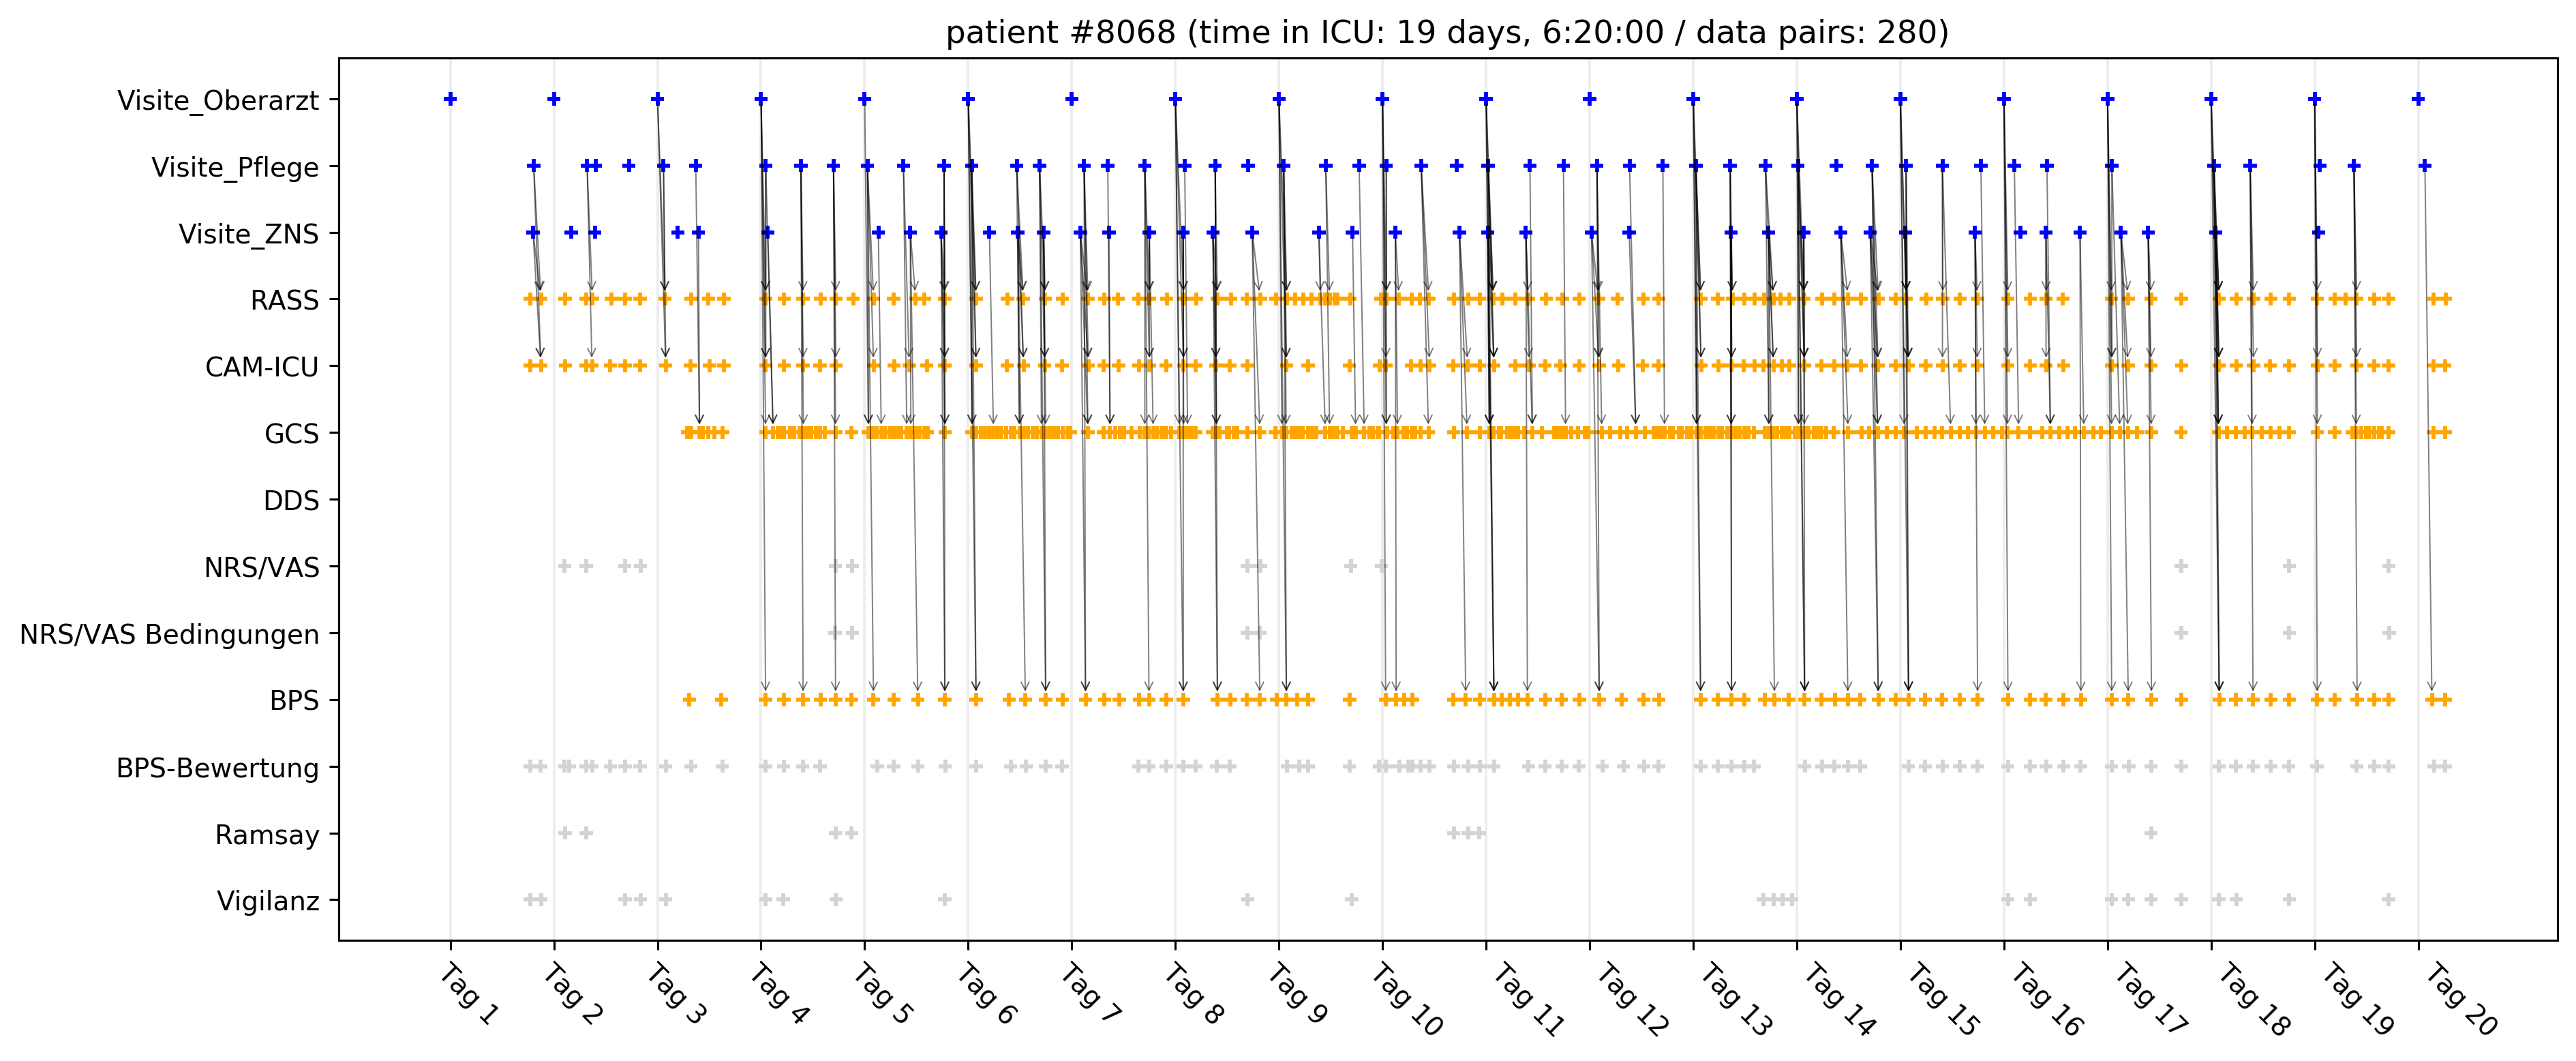 patient #8068 (time in ICU: 19 days, 6:20:00 / data pairs: 280)
Visite_Oberarzt
Visite_Pflege
Visite_ZNS
RASS
CAM-ICU
GCS
DDS
NRS/VAS
NRS/VAS Bedingungen
BPS
BPS-Bewertung
Ramsay
Vigilanz
Tag 1
Tag 2
Tag 3
Tag 4
Tag 5
Tag 6
Tag 7
Tag 8
Tag 9
Tag 10
Tag 11
Tag 12
Tag 13
Tag 14
Tag 15
Tag 16
Tag 17
Tag 18
Tag 19
Tag 20